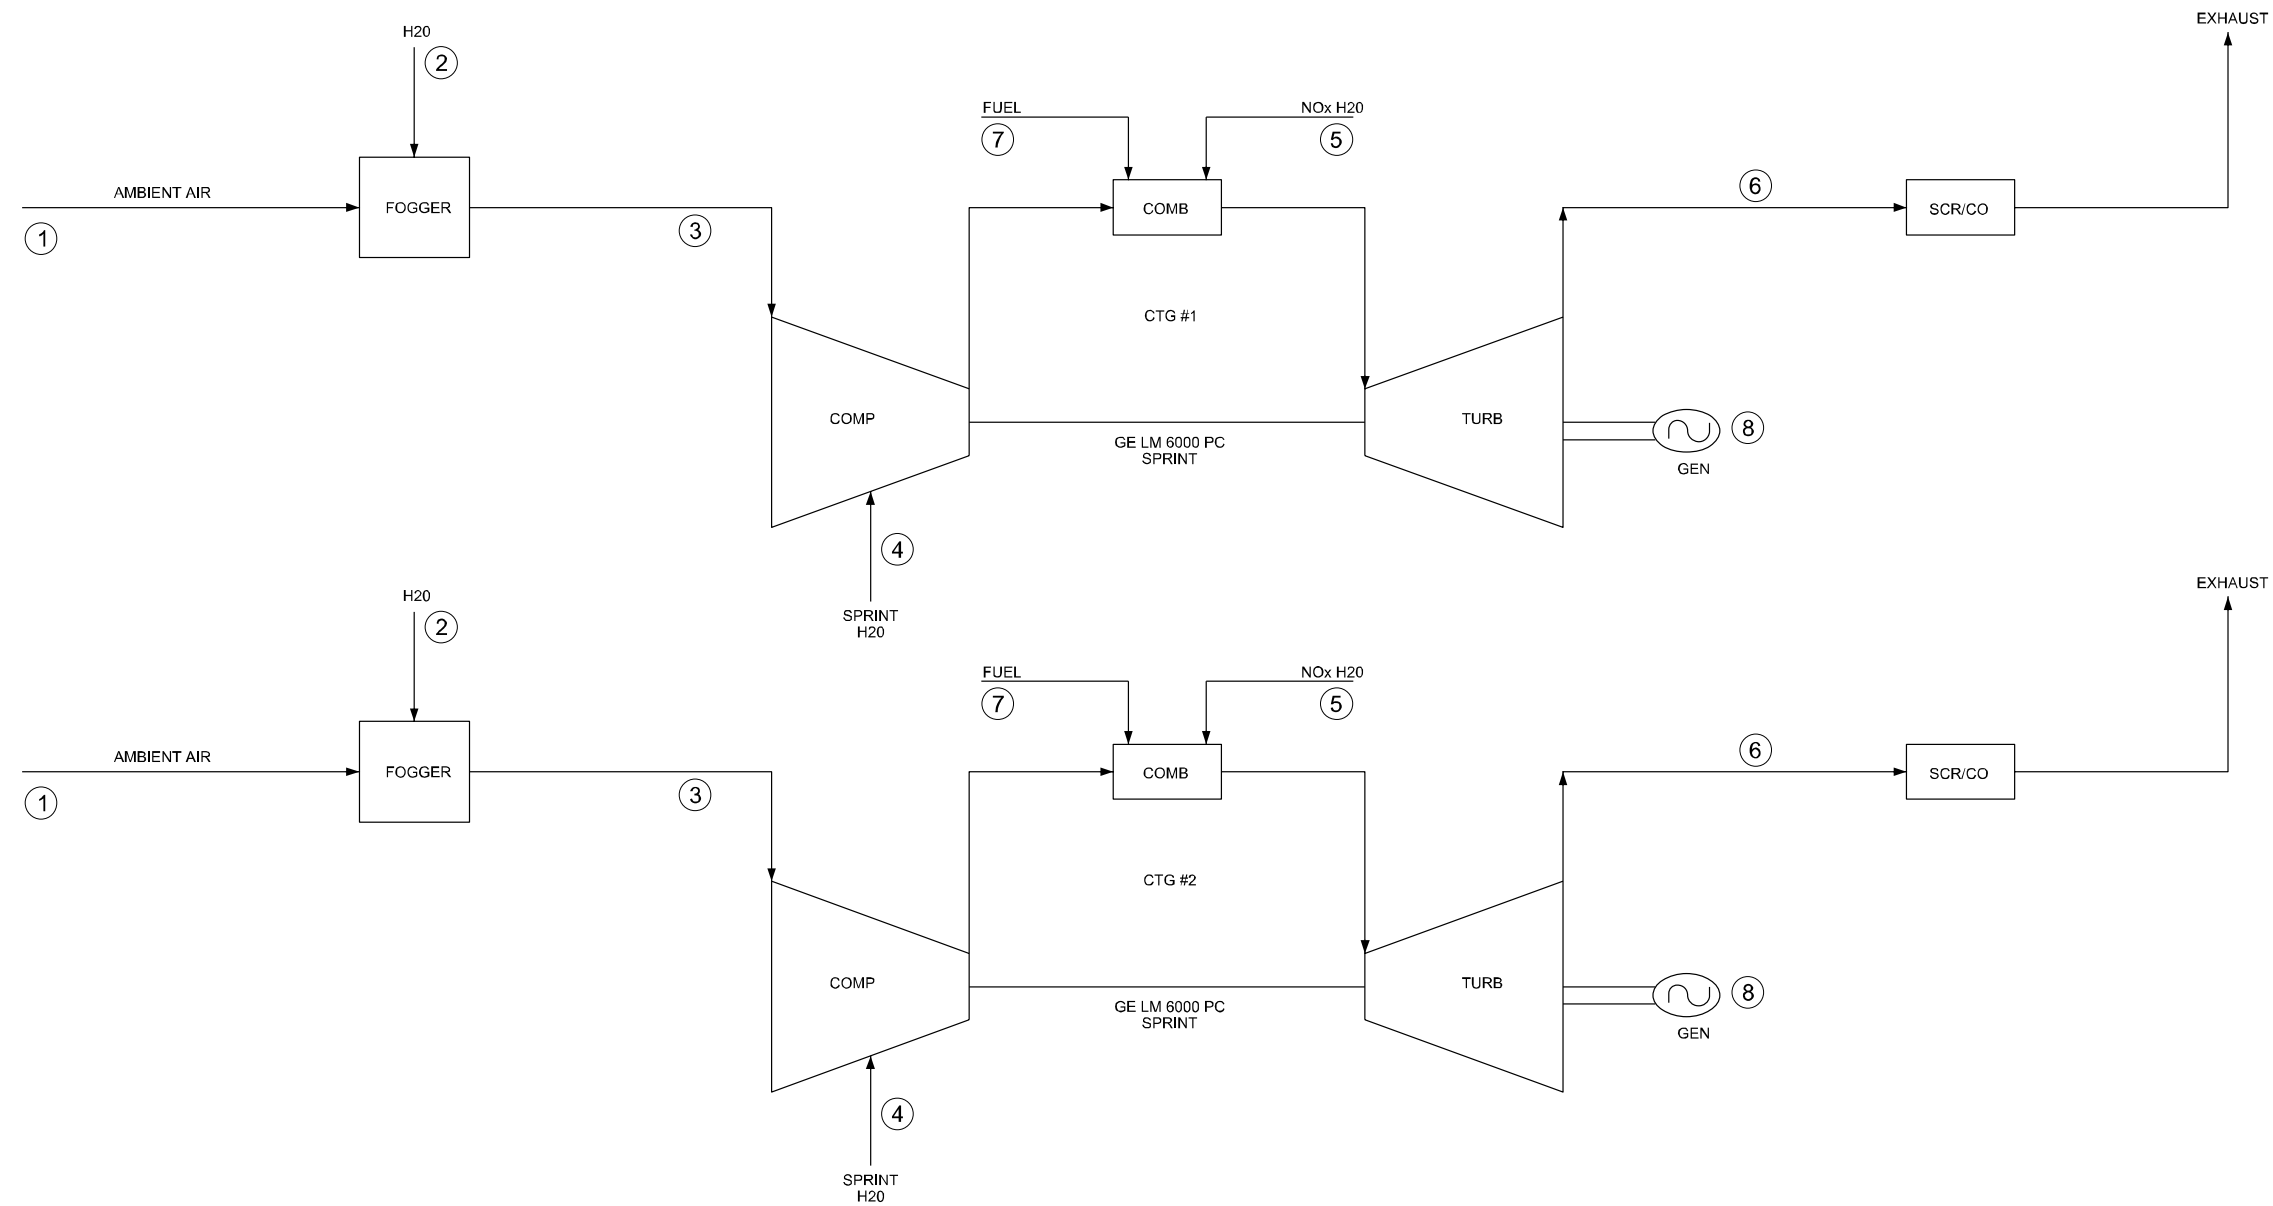 EXHAUST
H20
2
FUEL
NOx H20
7
5
AMBIENT AIR
FOGGER
1
3
COMB
6
SCR/CO
CTG #1
COMP
TURB
8
GE LM 6000 PC
SPRINT
GEN
4
SPRINT
H20
EXHAUST
H20
2
FUEL
NOx H20
7
5
AMBIENT AIR
FOGGER
1
3
COMB
6
SCR/CO
CTG #2
COMP
TURB
8
GE LM 6000 PC
SPRINT
GEN
4
SPRINT
H20